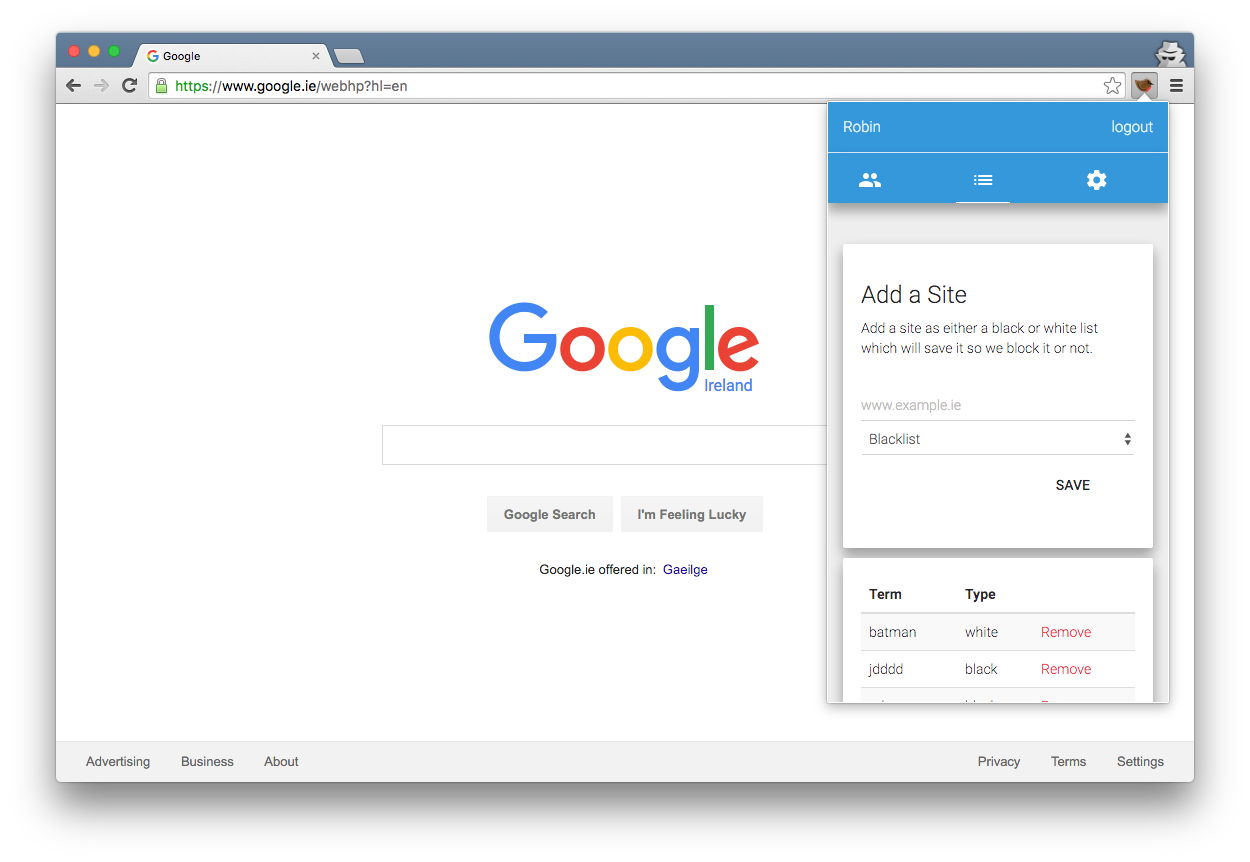 Google
https://www.google.ie/webhp?hl=en
Robin
logout
Google
Ireland
Google Search
I'm Feeling Lucky
Google.ie offered in: Gaeilge
Add a Site
Add a site as either a black or white list
which will save it so we block it or not.
www.example.ie
Blacklist
SAVE
Term Type
batman white Remove
jdddd black Remove
Advertising Business About
Privacy Terms Settings